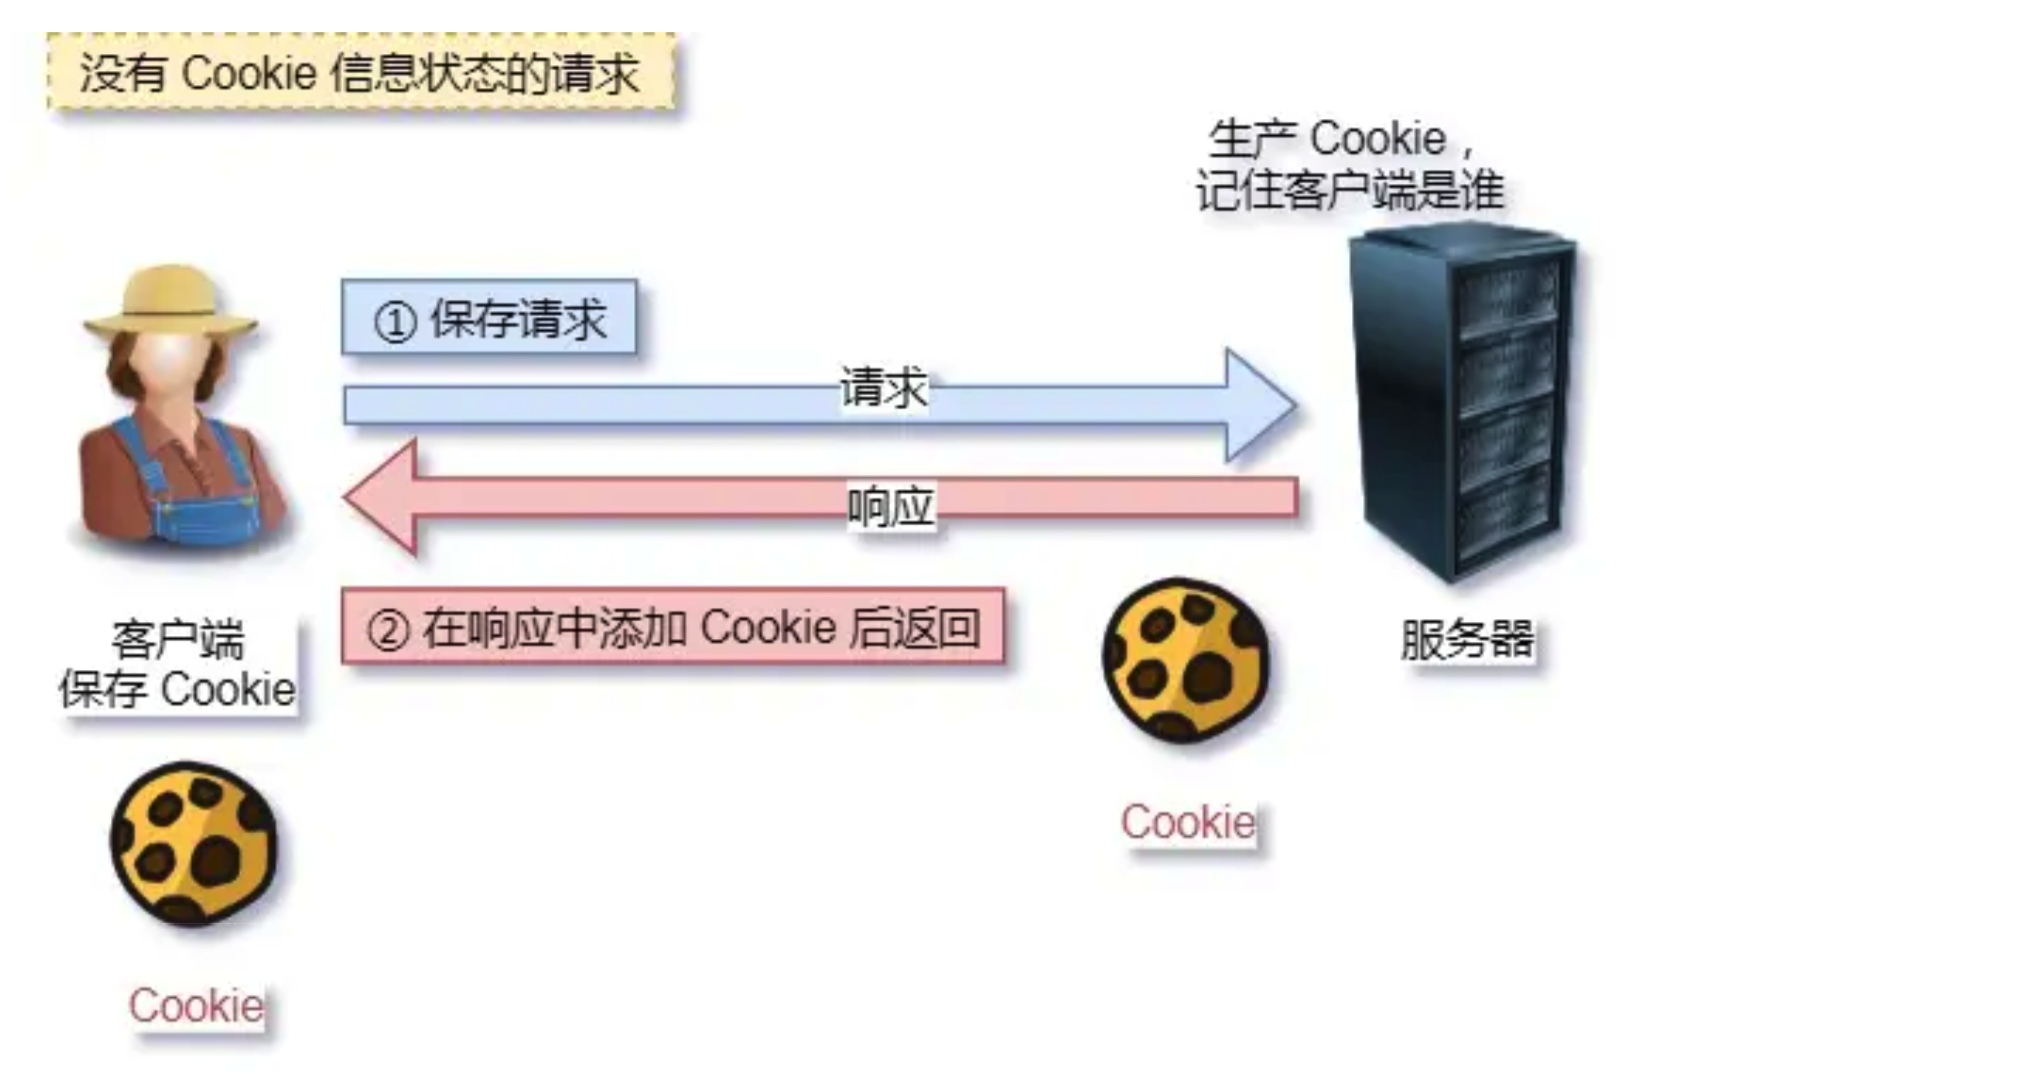 没有 Cookie 信息状态的请求
生产 Cookie，
记住客户端是谁
① 保存请求
请求
响应
② 在响应中添加 Cookie 后返回
客户端
保存 Cookie
服务器
Cookie
Cookie